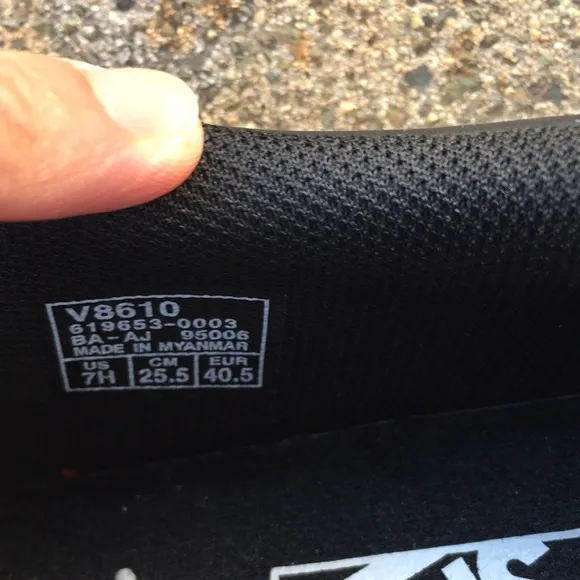 V8610
619653-0003
BA-AJ 95006
MADE IN MYANMAR
US CM EUR
7H 25.5 40.5